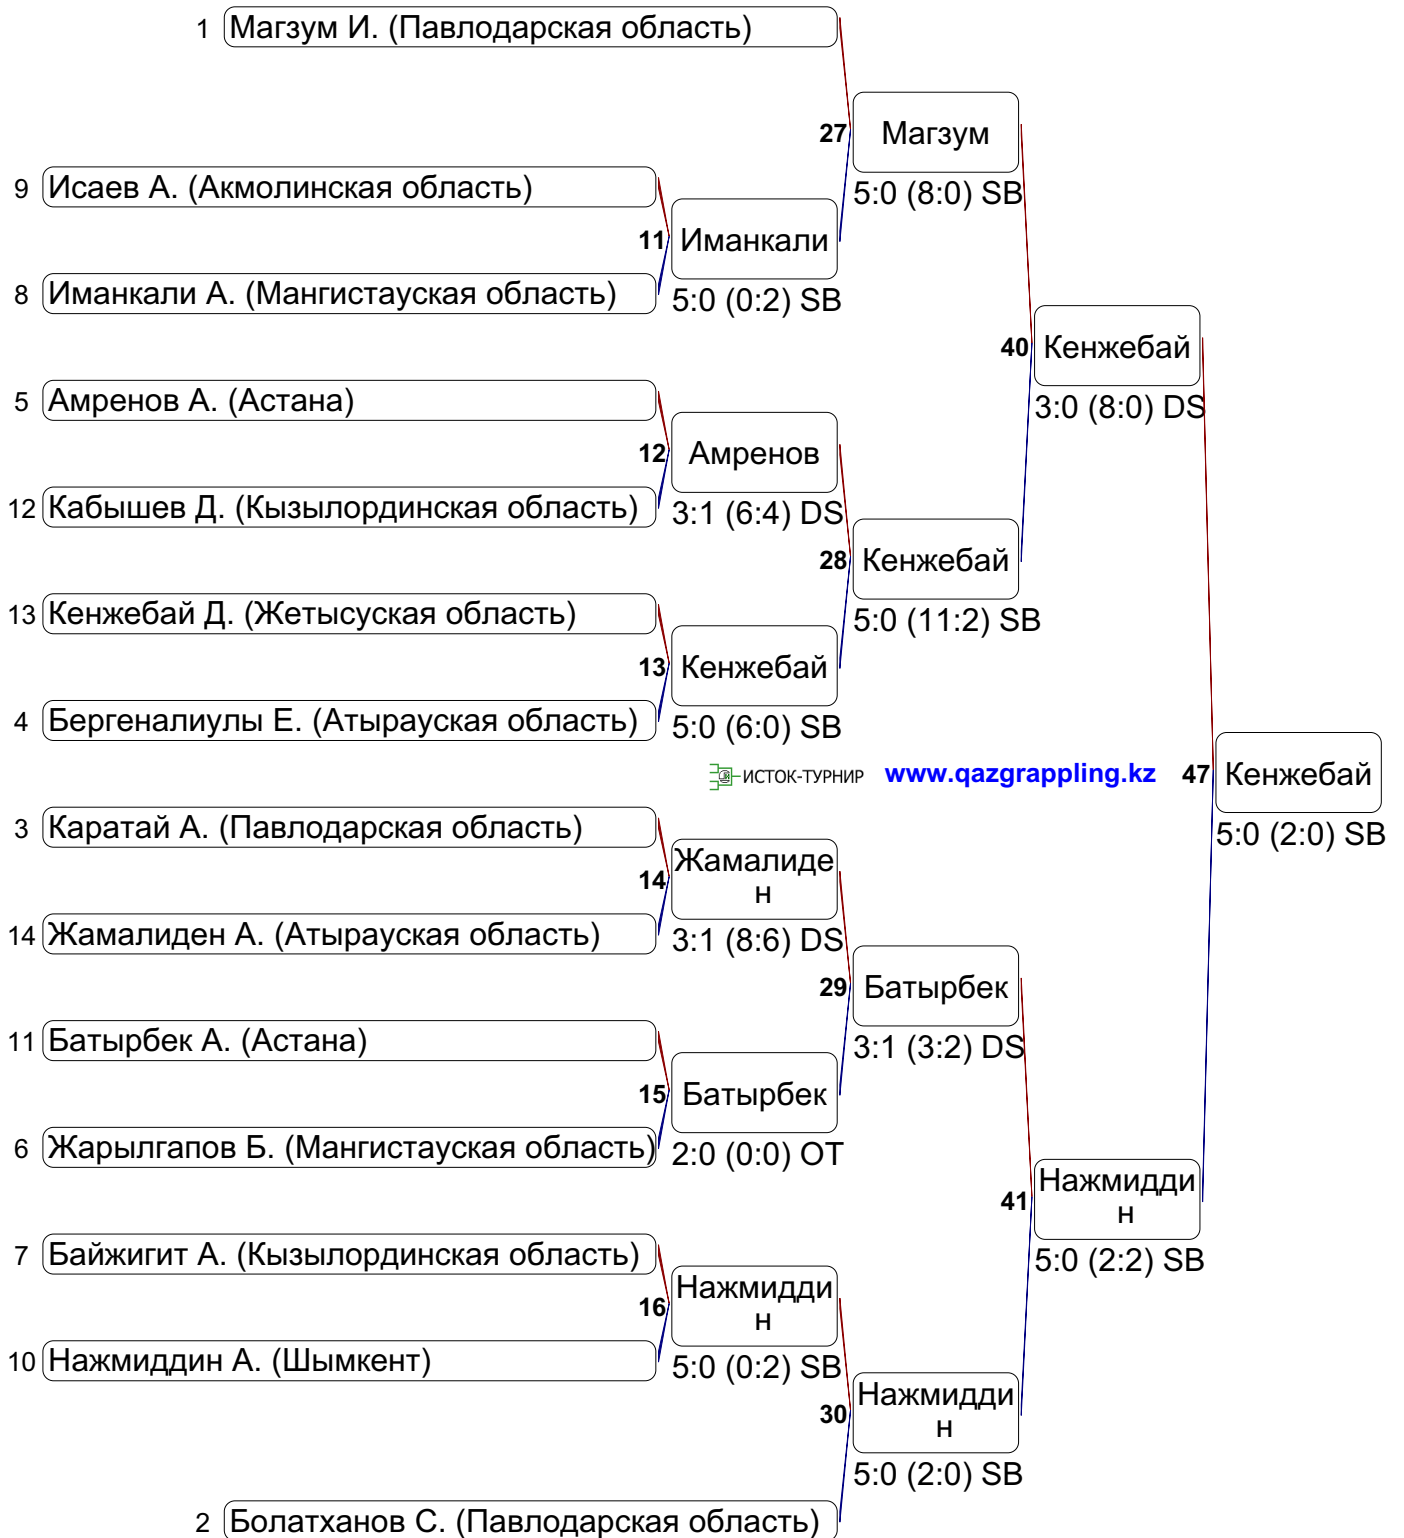 1 Магзум И. (Павлодарская область)
27 Магзум
5:0 (8:0) SB
9 Исаев А. (Акмолинская область)
11 Иманкали
8 Иманкали А. (Мангистауская область)
5:0 (0:2) SB
40 Кенжебай
3:0 (8:0) DS
5 Амренов А. (Астана)
12 Амренов
12 Кабышев Д. (Кызылординская область)
3:1 (6:4) DS
28 Кенжебай
5:0 (11:2) SB
13 Кенжебай Д. (Жетысуская область)
13 Кенжебай
4 Бергеналиулы Е. (Атырауская область)
5:0 (6:0) SB
ИСТОК-ТУРНИР www.qazgrappling.kz 47 Кенжебай
5:0 (2:0) SB
3 Каратай А. (Павлодарская область)
14 Жамалиде
н
14 Жамалиден А. (Атырауская область)
3:1 (8:6) DS
29 Батырбек
3:1 (3:2) DS
11 Батырбек А. (Астана)
15 Батырбек
6 Жарылгапов Б. (Мангистауская область)
2:0 (0:0) OT
41 Нажмидди
н
5:0 (2:2) SB
7 Байжигит А. (Кызылординская область)
16 Нажмидди
н
10 Нажмиддин А. (Шымкент)
5:0 (0:2) SB
30 Нажмидди
н
5:0 (2:0) SB
2 Болатханов С. (Павлодарская область)